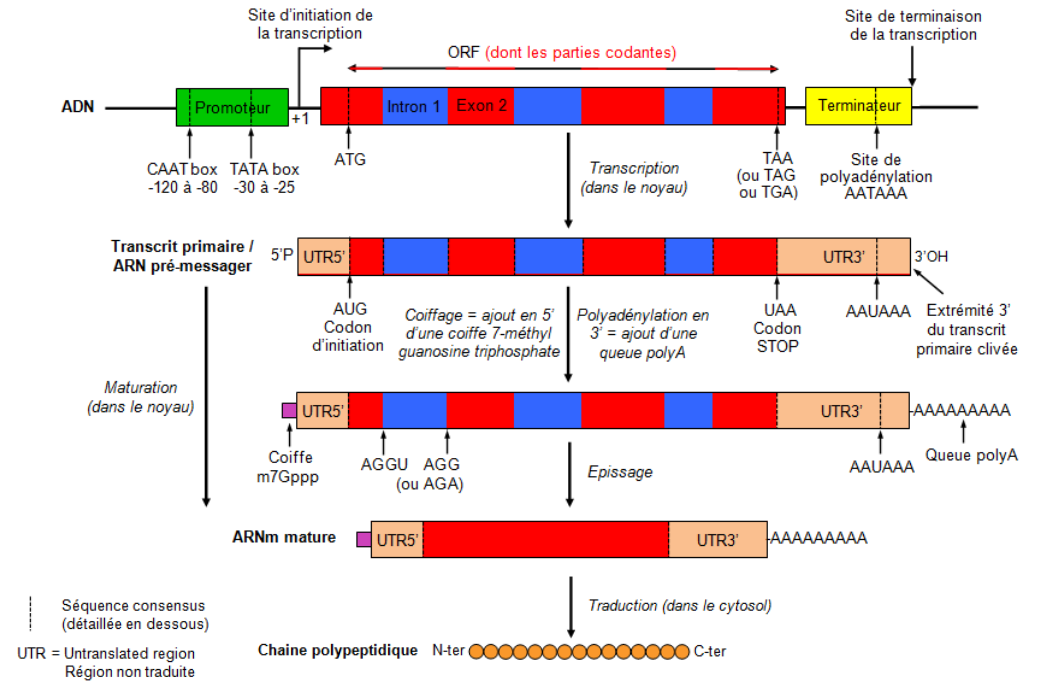 Site d'initiation de
la transcription
Site de terminaison
de la transcription
ORF (dont les parties codantes)
ADN
Promoteur
+1
Intron 1
Exon 2
Terminateur
CAAT box
-120 à -80
TATA box
-30 à -25
ATG
Transcription
(dans le noyau)
TAA
(ou TAG
ou TGA)
Site de
polyadénylation
AATAAA
Transcrit primaire /
ARN pré-messager
5'P
UTR5'
UTR3'
3'OH
AUG
Codon
d'initiation
Coiffage = ajout en 5'
d'une coiffe 7-méthyl
guanosine triphosphate
Polyadénylation en
3' = ajout d'une
queue polyA
UAA
Codon
STOP
AAUAAA
Extrémité 3'
du transcrit
primaire clivée
Maturation
(dans le noyau)
UTR5'
UTR3'
AAAAAAAAA
Coiffe
m7Gppp
AGGU
AGG
(ou AGA)
Epissage
AAUAAA
Queue polyA
ARNm mature
UTR5'
UTR3'
AAAAAAAAA
Séquence consensus
(détaillée en dessous)
Traduction (dans le cytosol)
UTR = Untranslated region
Région non traduite
Chaine polypeptidique
N-ter
C-ter